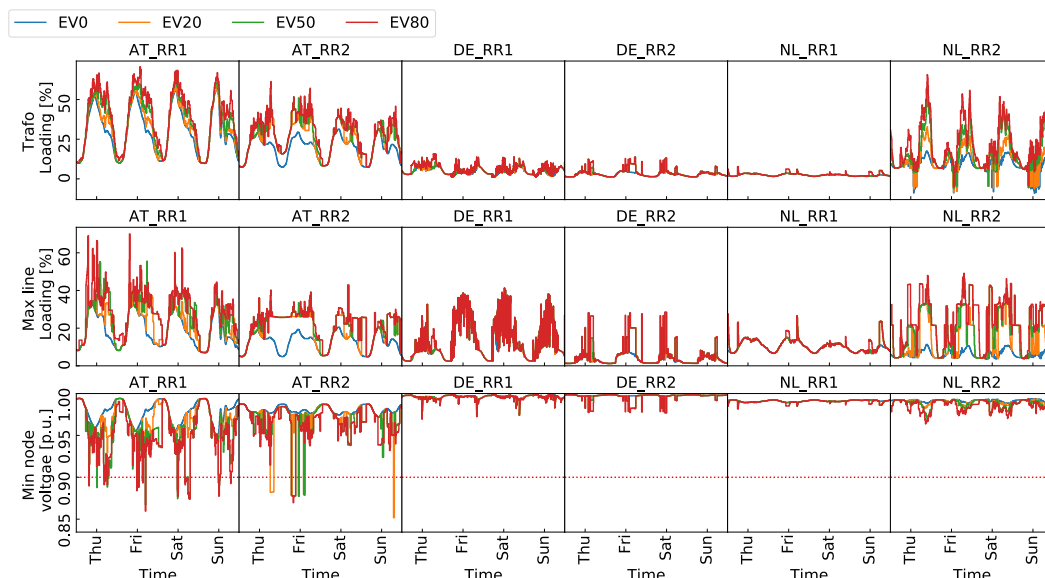 EV0 EV20 EV50 EV80
AT_RR1 AT_RR2 DE_RR1 DE_RR2 NL_RR1 NL_RR2
Trafo
Loading [%]
50
25
0
AT_RR1 AT_RR2 DE_RR1 DE_RR2 NL_RR1 NL_RR2
Max line
Loading [%]
60
40
20
0
AT_RR1 AT_RR2 DE_RR1 DE_RR2 NL_RR1 NL_RR2
Min node
voltgae [p.u.]
1.00
0.95
0.90
0.85
Thu Fri Sat Sun Thu Fri Sat Sun Thu Fri Sat Sun Thu Fri Sat Sun Thu Fri Sat Sun Thu Fri Sat Sun
Time Time Time Time Time Time